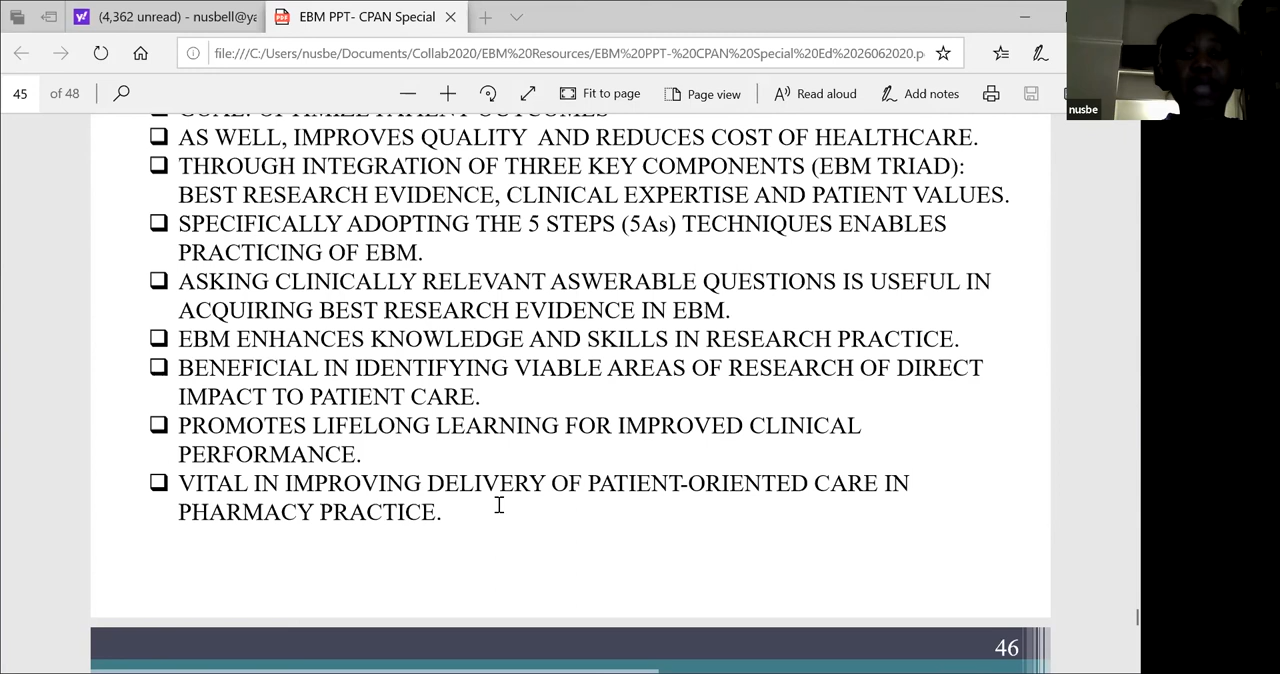 (4,362 unread) - nusbell@ya
EBM PPT- CPAN Special
file:///C:/Users/nusbe/Documents/Collab2020/EBM%20Resources/EBM%20PPT-%20CPAN%20Special%20Ed%2026062020.p
45 of 48
Fit to page
Page view
Read aloud
Add notes
nusbe
GOAL: OPTIMIZE PATIENT OUTCOMES
AS WELL, IMPROVES QUALITY AND REDUCES COST OF HEALTHCARE.
THROUGH INTEGRATION OF THREE KEY COMPONENTS (EBM TRIAD):
BEST RESEARCH EVIDENCE, CLINICAL EXPERTISE AND PATIENT VALUES.
SPECIFICALLY ADOPTING THE 5 STEPS (5As) TECHNIQUES ENABLES
PRACTICING OF EBM.
ASKING CLINICALLY RELEVANT ASWERABLE QUESTIONS IS USEFUL IN
ACQUIRING BEST RESEARCH EVIDENCE IN EBM.
EBM ENHANCES KNOWLEDGE AND SKILLS IN RESEARCH PRACTICE.
BENEFICIAL IN IDENTIFYING VIABLE AREAS OF RESEARCH OF DIRECT
IMPACT TO PATIENT CARE.
PROMOTES LIFELONG LEARNING FOR IMPROVED CLINICAL
PERFORMANCE.
VITAL IN IMPROVING DELIVERY OF PATIENT-ORIENTED CARE IN
PHARMACY PRACTICE.
46